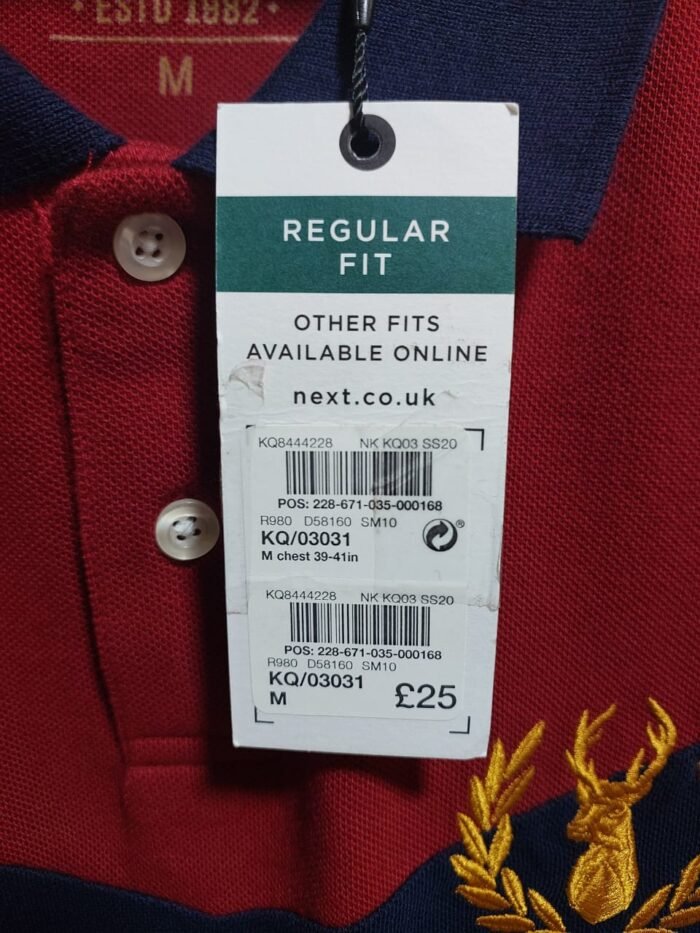 • ESTD 1982 •
M
REGULAR
FIT
OTHER FITS
AVAILABLE ONLINE
next.co.uk
KQ8444228 NK KQ03 SS20
POS: 228-671-035-000168
R980 D58160 SM10
KQ/03031
M chest 39-41in
®
KQ8444228 NK KQ03 SS20
POS: 228-671-035-000168
R980 D58160 SM10
KQ/03031
M £25